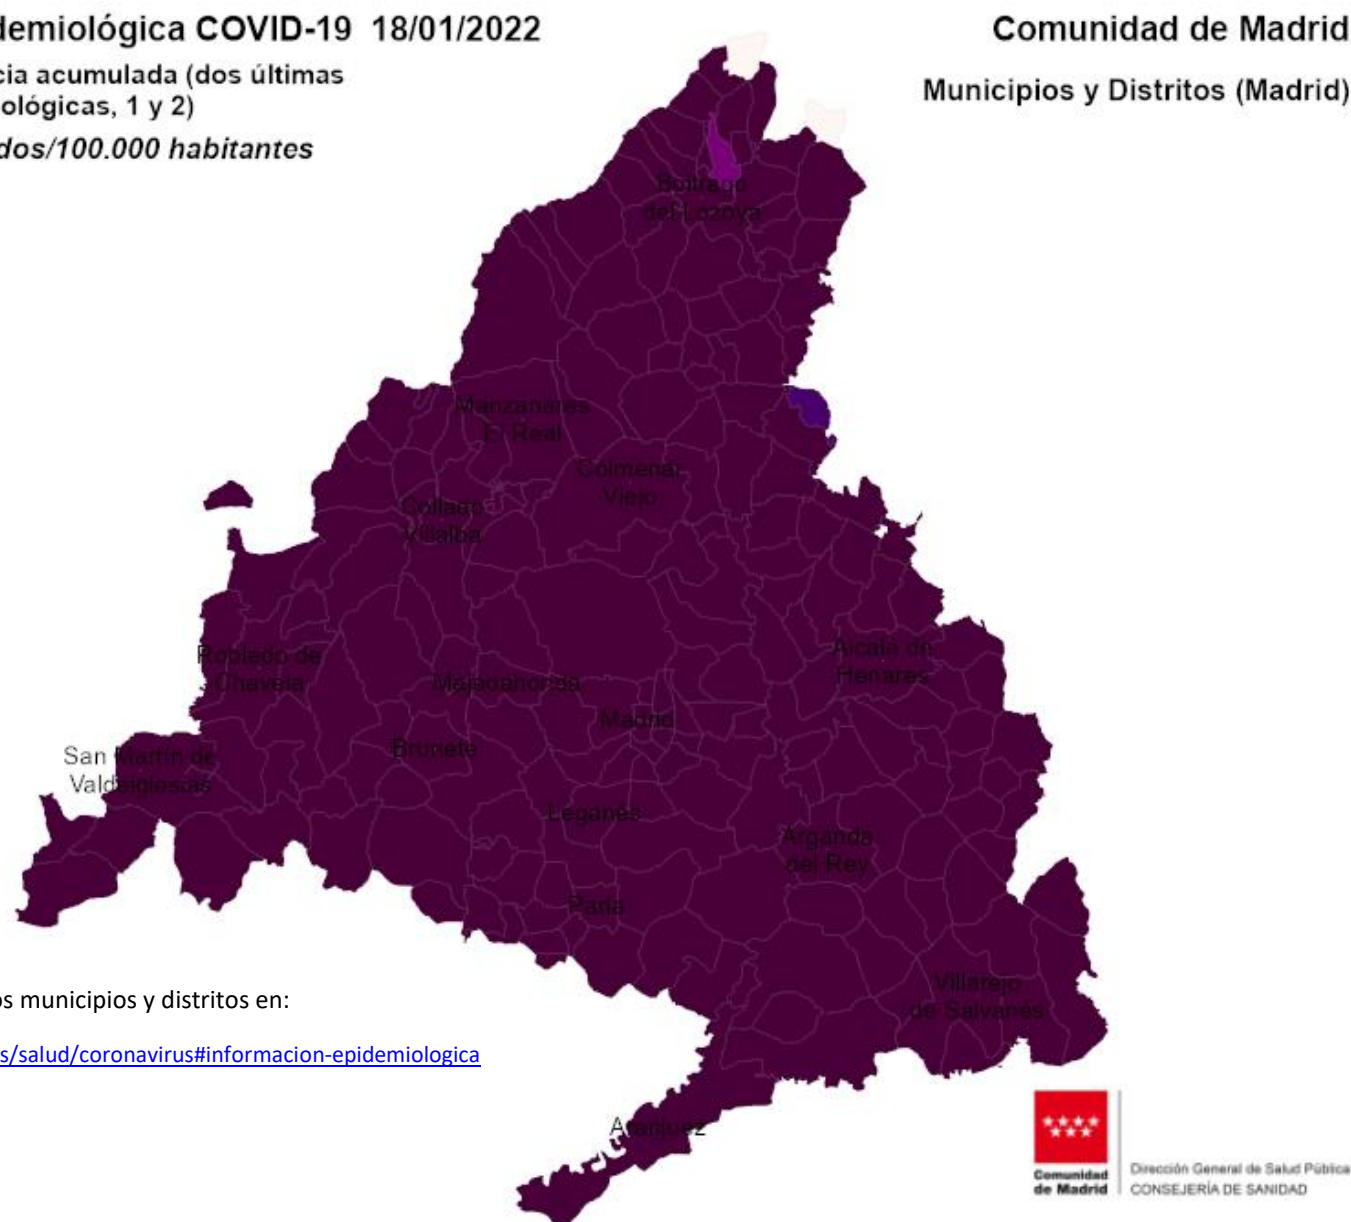 demiológica COVID-19 18/01/2022
cia acumulada (dos últimas
ológicas, 1 y 2)
dos/100.000 habitantes
Comunidad de Madrid
Municipios y Distritos (Madrid)
Buitrago
del Lozoya
Manzanares
El Real
Colmenar
Viejo
Collado
Villalba
Robledo de
Chavela
Majadahonda
Alcalá de
Henares
Madrid
Brunete
San Martín de
Valdeiglesias
Leganés
Arganda
del Rey
Parla
Villarejo
de Salvanés
os municipios y distritos en:
s/salud/coronavirus#informacion-epidemiologica
Aranjuez
Comunidad
de Madrid
Dirección General de Salud Pública
CONSEJERÍA DE SANIDAD